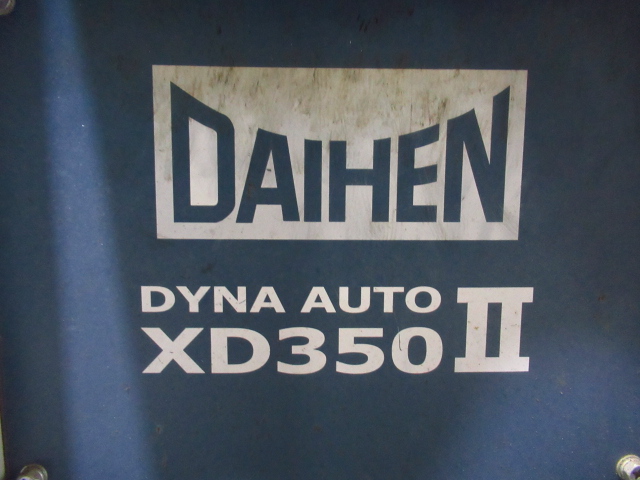 DAIHEN
DYNA AUTO
XD350 II